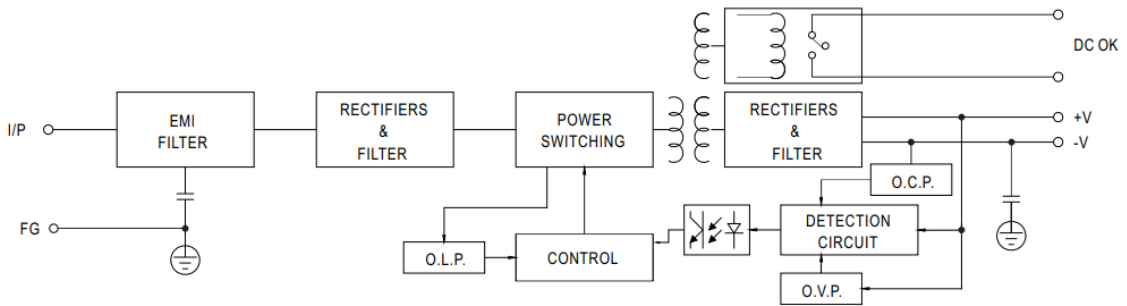 DC OK
I/P
EMI
FILTER
RECTIFIERS
&
FILTER
POWER
SWITCHING
RECTIFIERS
&
FILTER
+V
-V
O.C.P.
FG
O.L.P.
CONTROL
DETECTION
CIRCUIT
O.V.P.